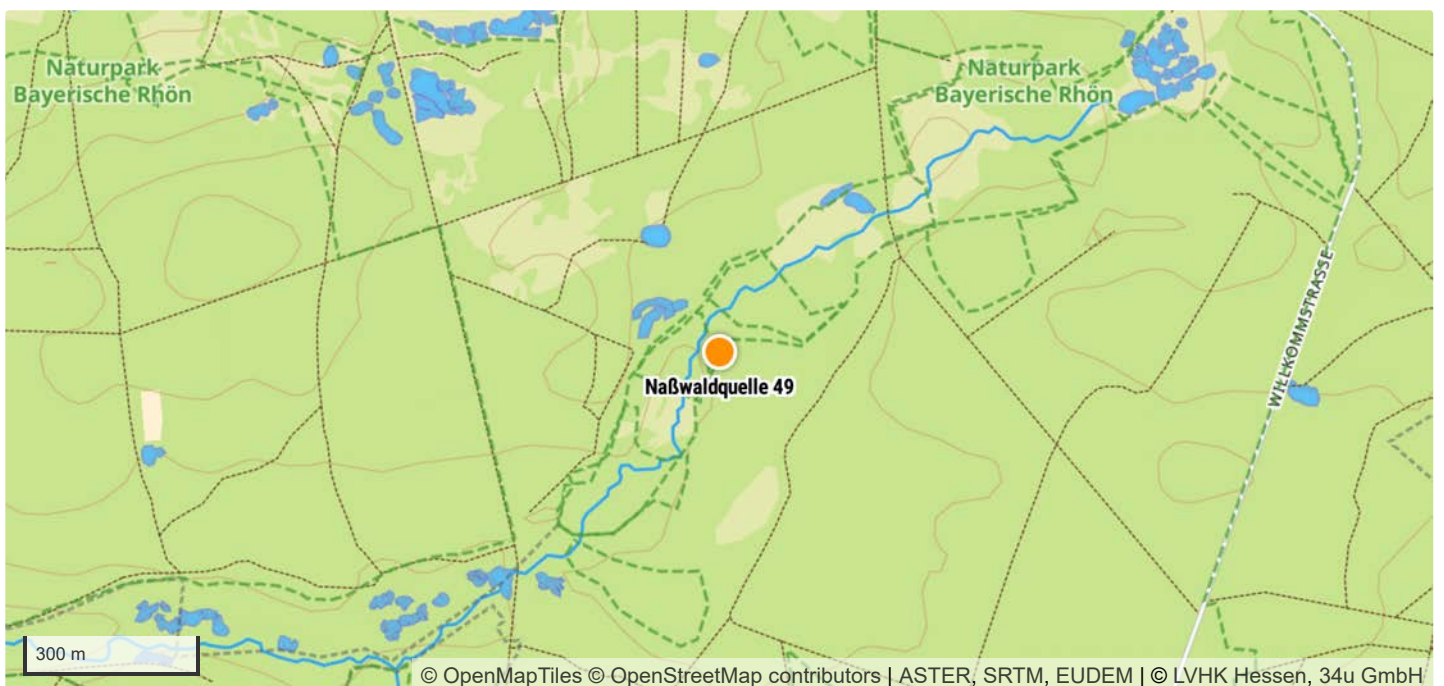 Naturpark
Bayerische Rhön
Naturpark
Bayerische Rhön
WILLKOMMSTRASSE
Naßwaldquelle 49
300 m
© OpenMapTiles © OpenStreetMap contributors | ASTER, SRTM, EUDEM | © LVHK Hessen, 34u GmbH